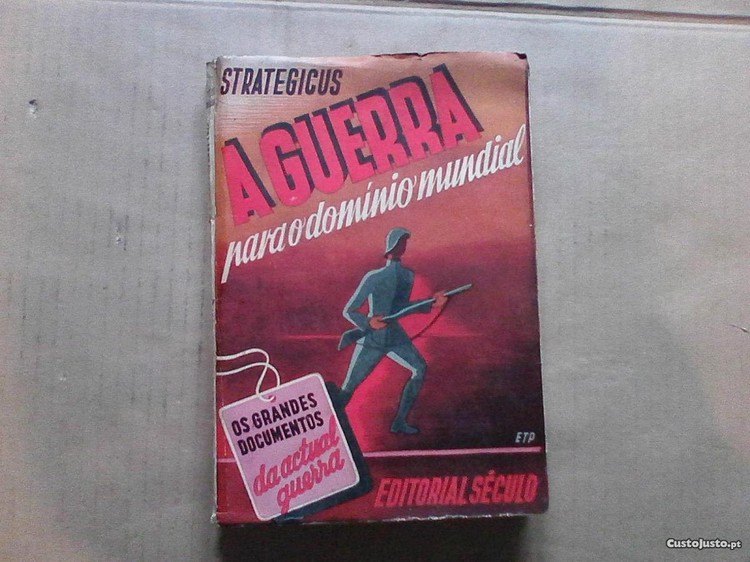 STRATEGICUS
A GUERRA
para o domínio mundial
OS GRANDES
DOCUMENTOS
da actual
guerra
ETP
EDITORIAL SÉCULO
CustoJusto.pt